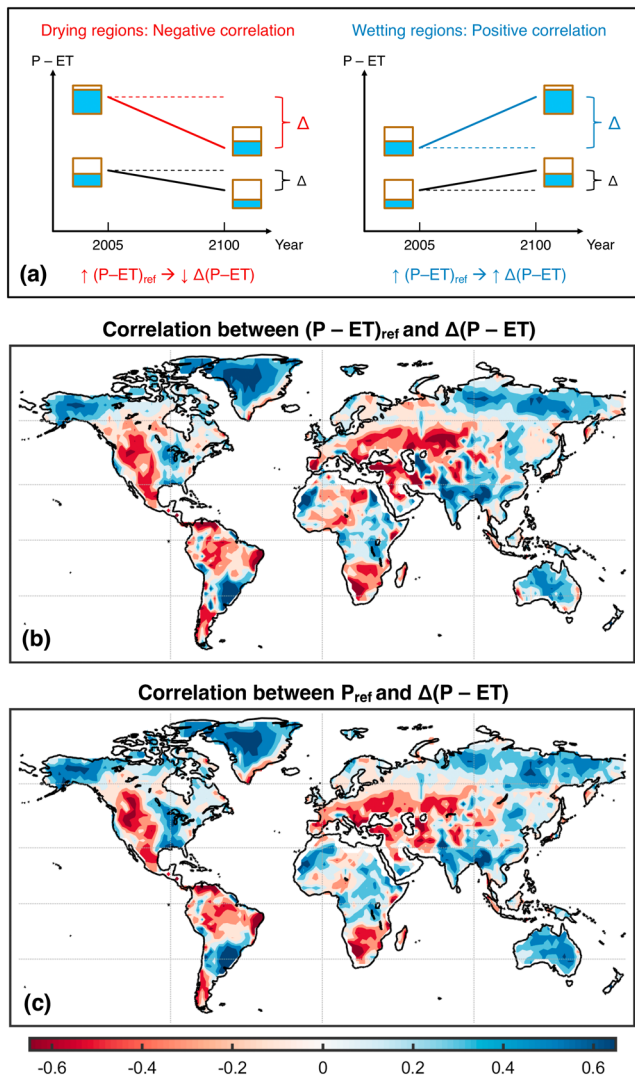 Drying regions: Negative correlation
Wetting regions: Positive correlation
P – ET
P – ET
Δ
Δ
Δ
Δ
2005
2100
Year
2005
2100
Year
(a)
↑ (P–ET)ref → ↓ Δ(P–ET)
↑ (P–ET)ref → ↑ Δ(P–ET)
Correlation between (P – ET)ref and Δ(P – ET)
(b)
Correlation between Pref and Δ(P – ET)
(c)
-0.6 -0.4 -0.2 0 0.2 0.4 0.6